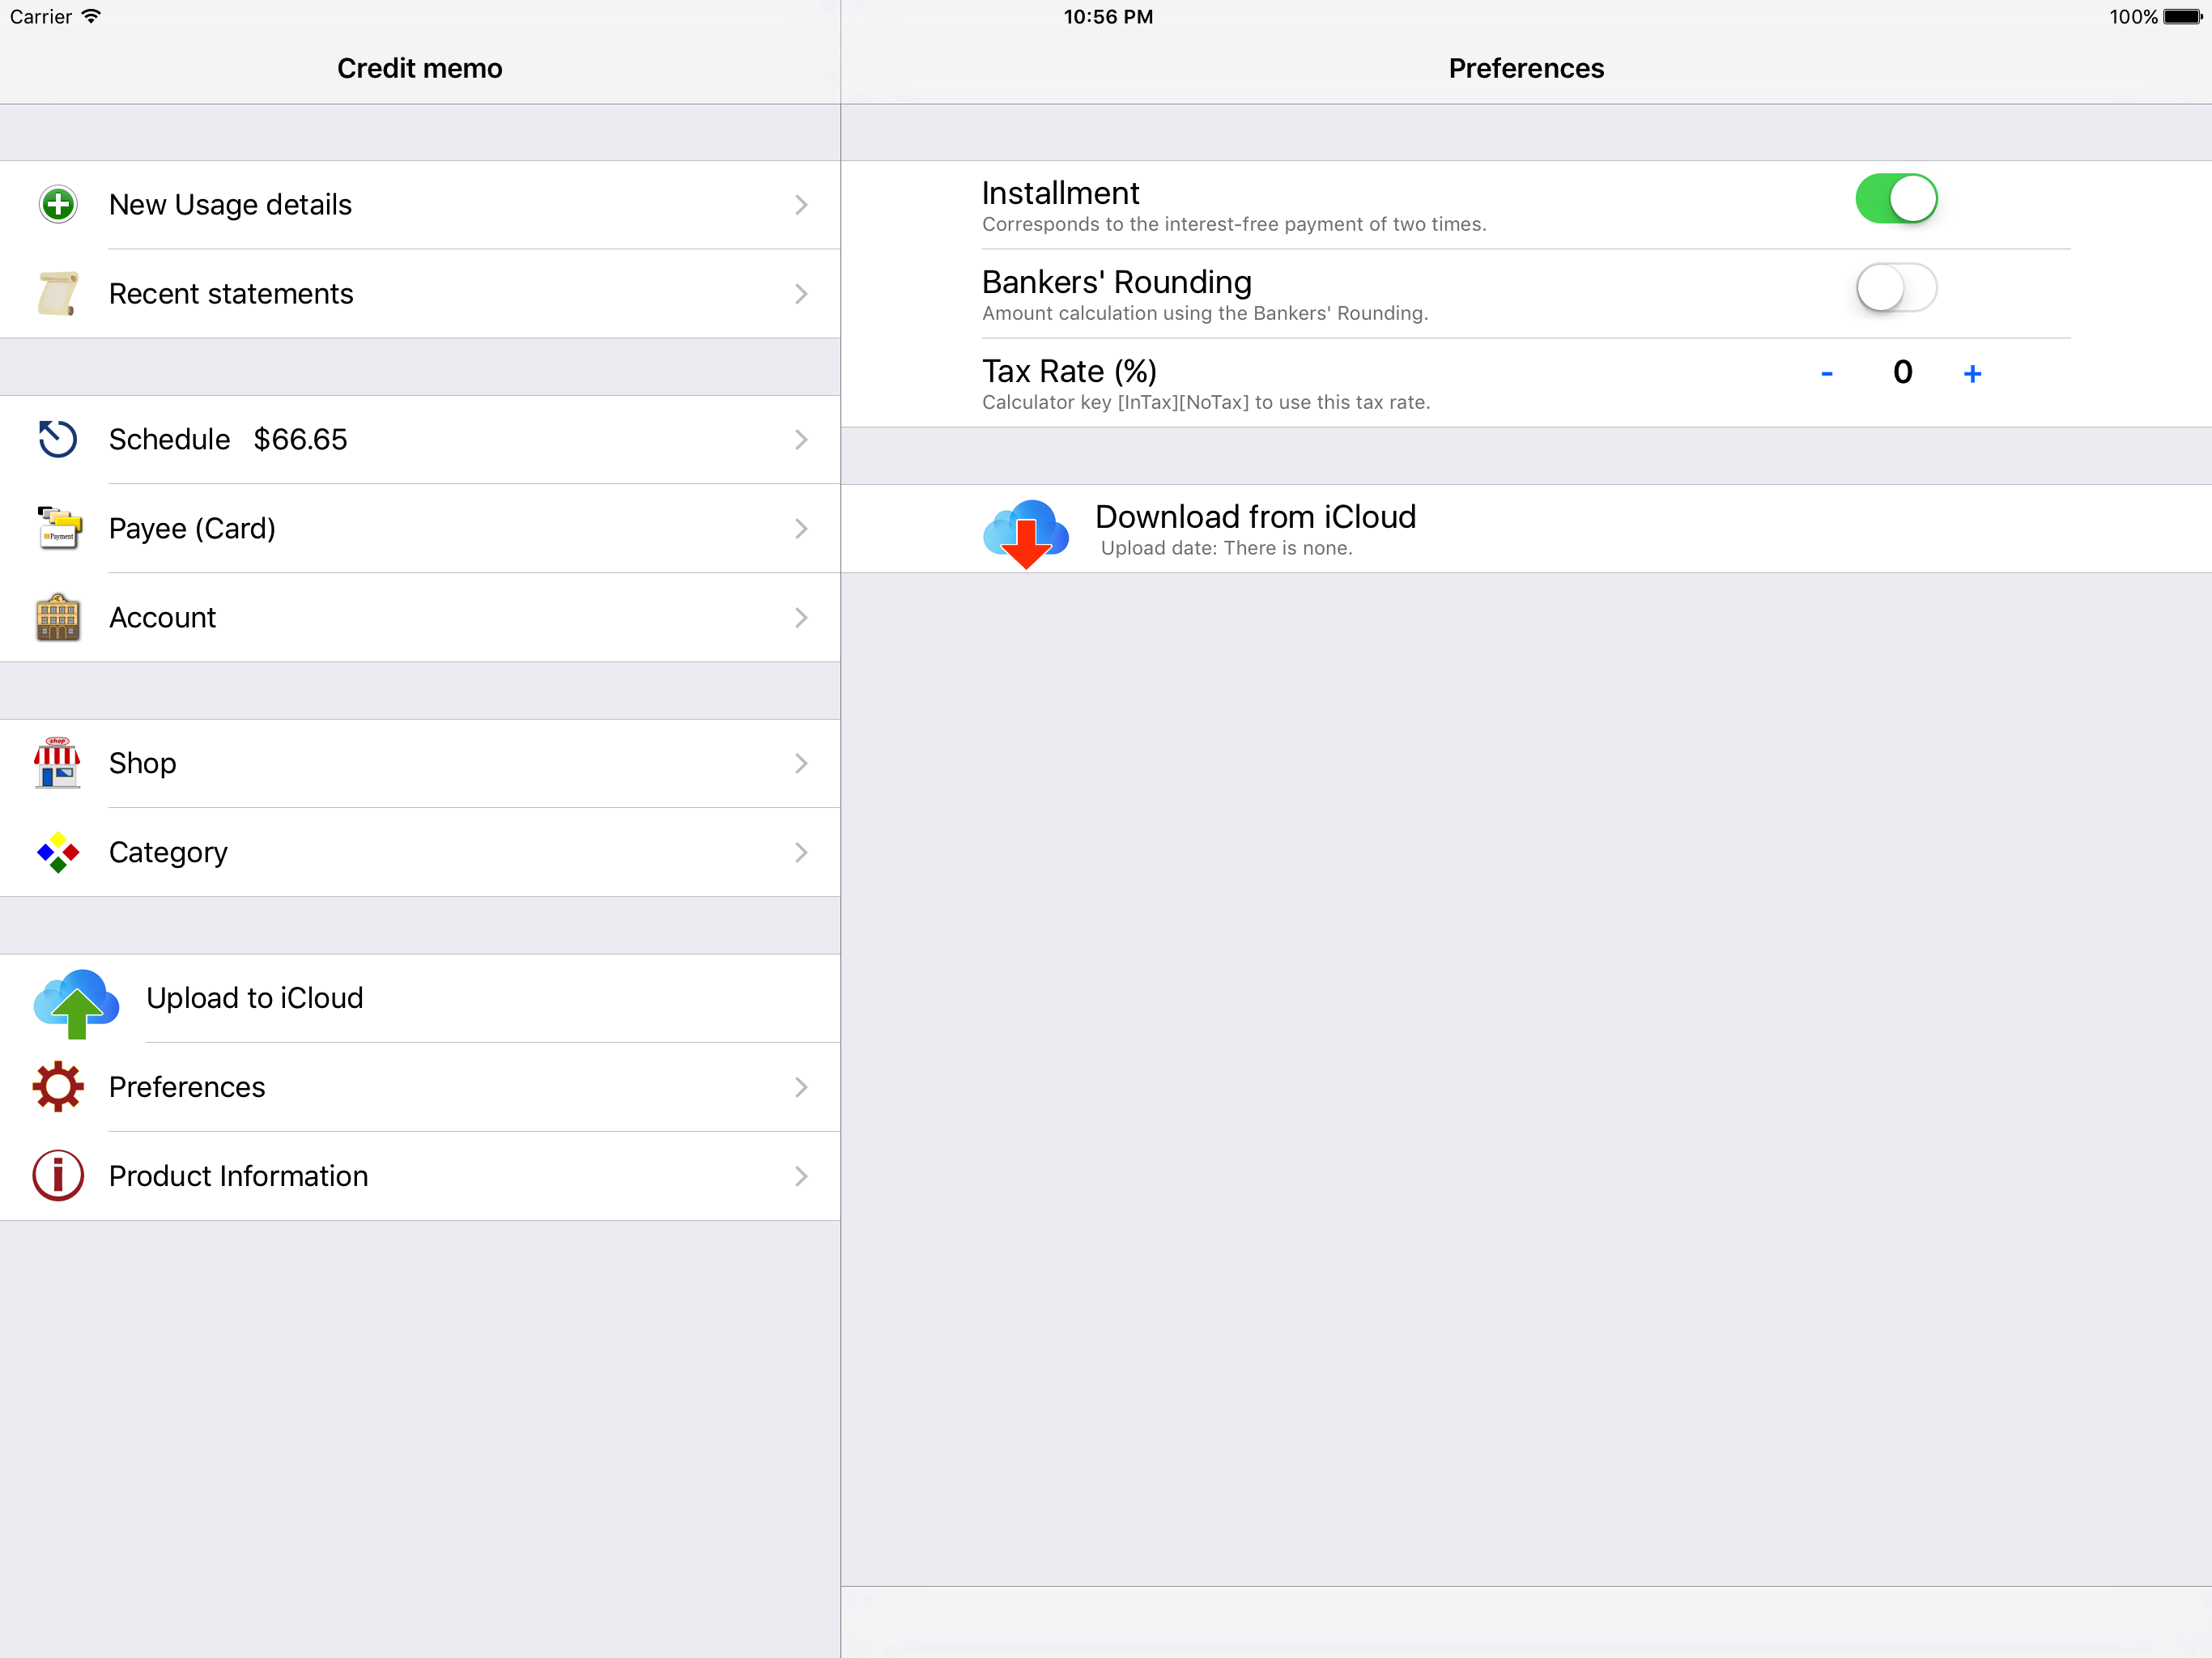 Carrier
10:56 PM
100%
Credit memo
Preferences
New Usage details
Recent statements
Schedule $66.65
Payment
Payee (Card)
Account
shop
Shop
Category
Upload to iCloud
Preferences
Product Information
Installment
Corresponds to the interest-free payment of two times.
Bankers' Rounding
Amount calculation using the Bankers' Rounding.
Tax Rate (%)
- 0 +
Calculator key [InTax][NoTax] to use this tax rate.
Download from iCloud
Upload date: There is none.